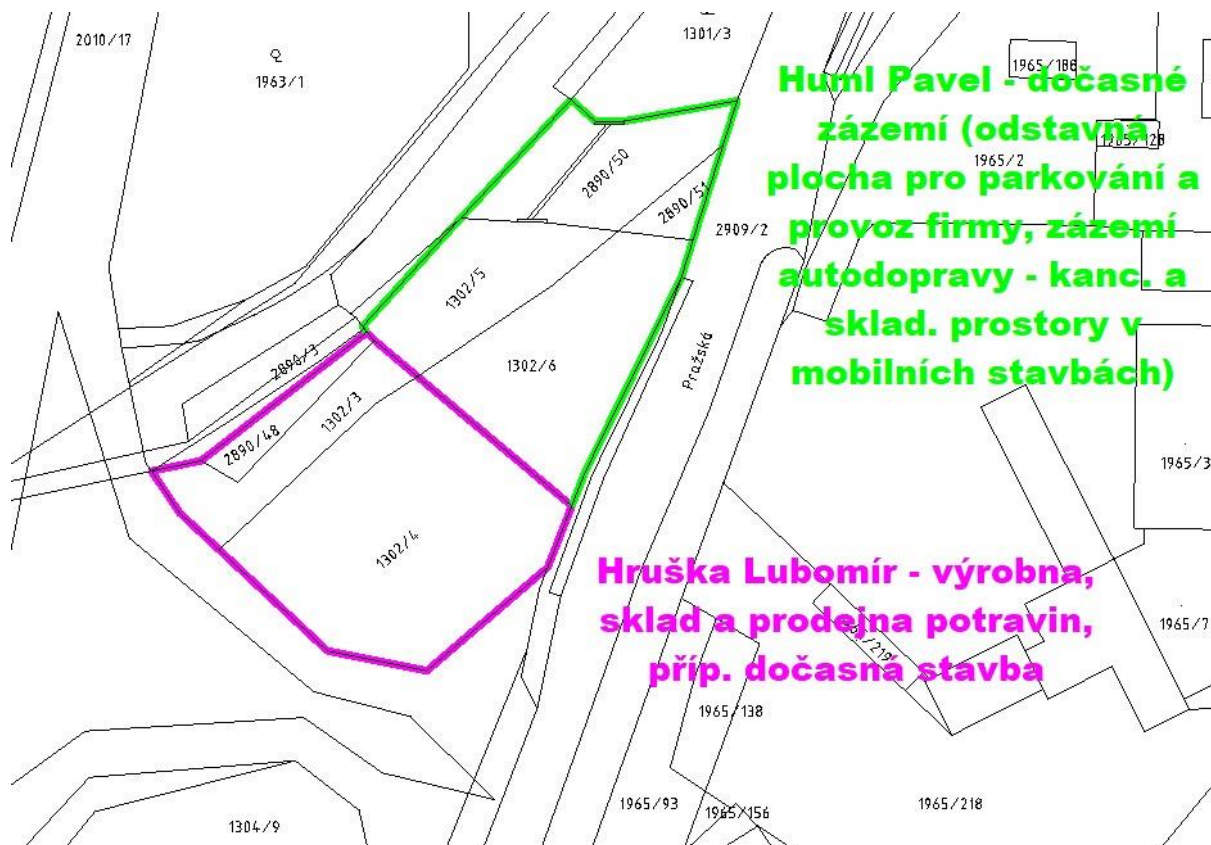 2010/17
1963/1
1301/3
1965/2
2890/50
2890/51
2909/2
1302/5
1302/6
2890/3
1302/3
2890/48
1302/4
Pražská
Huml Pavel - dočasné
zázemí (odstavná
plocha pro parkování a
provoz firmy, zázemí
autodopravy - kanc. a
sklad. prostory v
mobilních stavbách)
1965/3
Hruška Lubomír - výrobna,
sklad a prodejna potravin,
příp. dočasná stavba
1965/7
1965/138
1965/93
1965/156
1965/218
1304/9